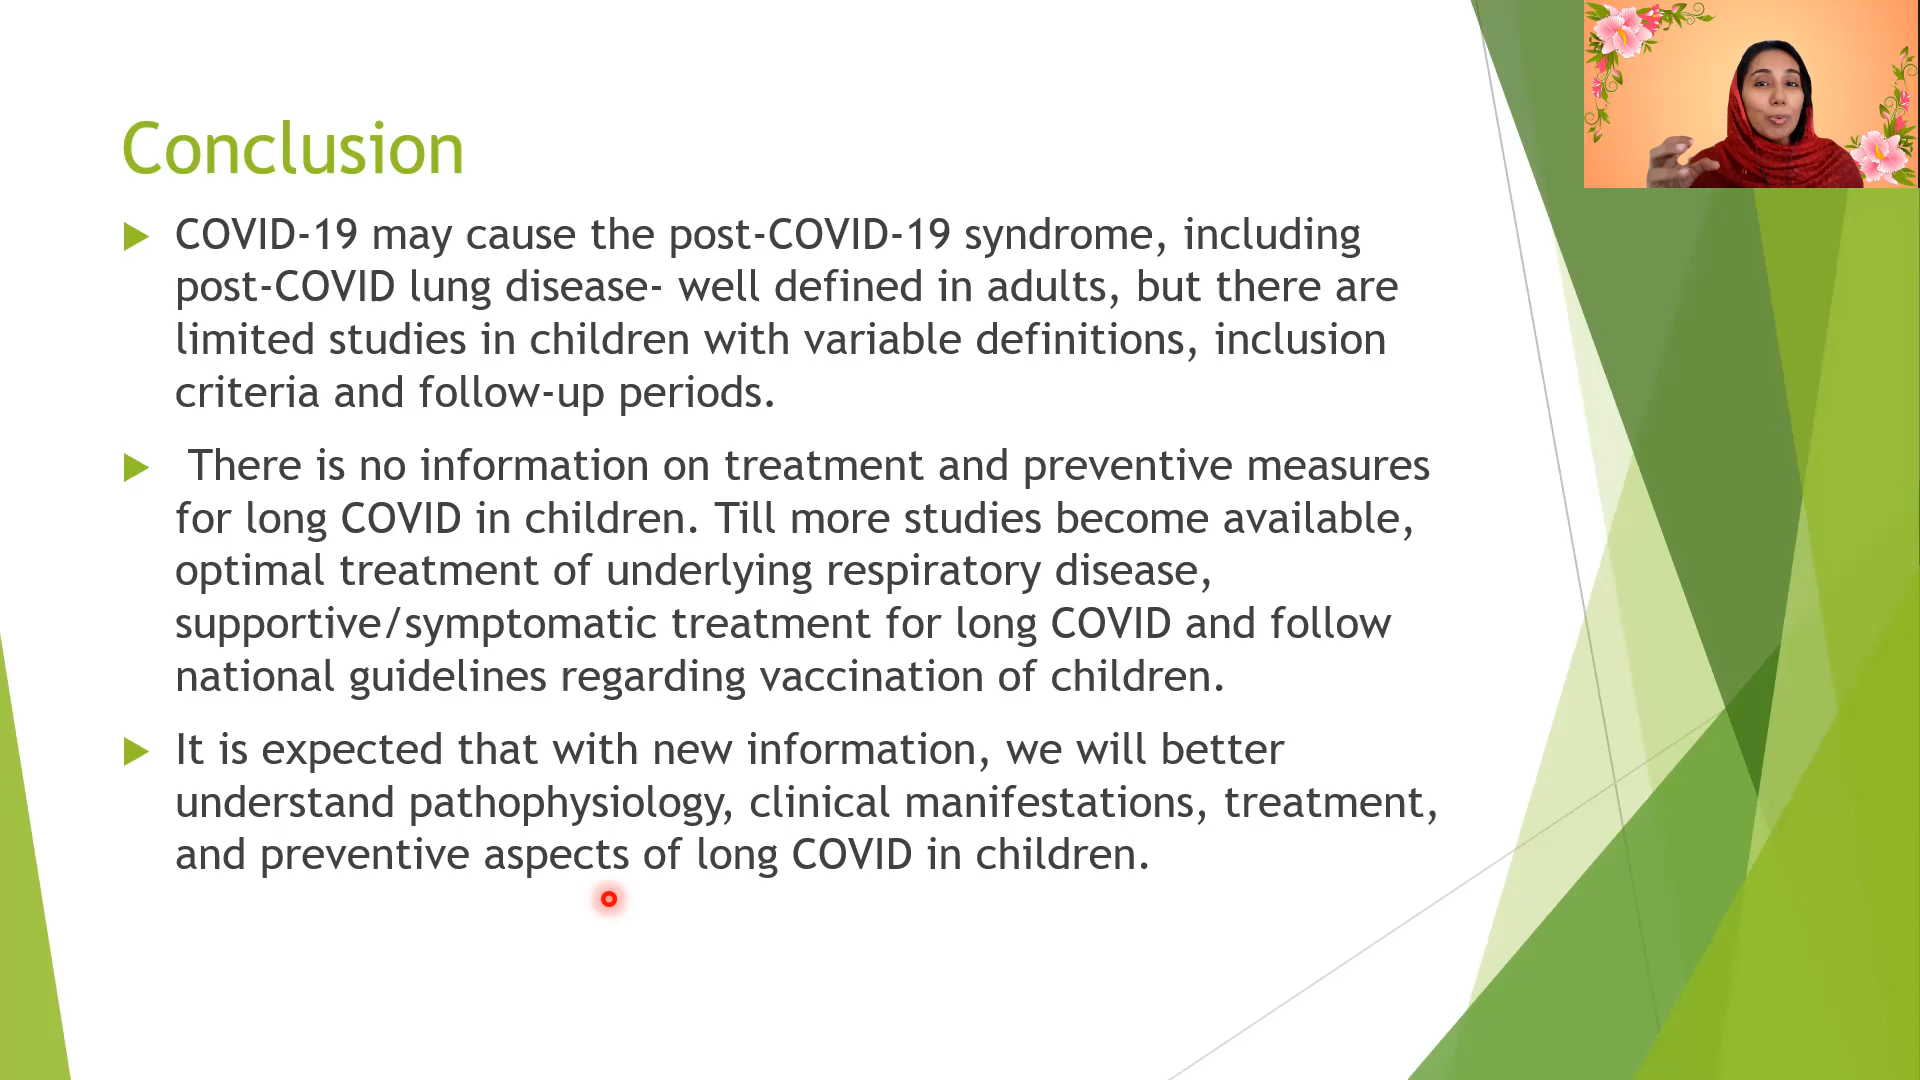 Conclusion
COVID-19 may cause the post-COVID-19 syndrome, including
post-COVID lung disease- well defined in adults, but there are
limited studies in children with variable definitions, inclusion
criteria and follow-up periods.
There is no information on treatment and preventive measures
for long COVID in children. Till more studies become available,
optimal treatment of underlying respiratory disease,
supportive/symptomatic treatment for long COVID and follow
national guidelines regarding vaccination of children.
It is expected that with new information, we will better
understand pathophysiology, clinical manifestations, treatment,
and preventive aspects of long COVID in children.